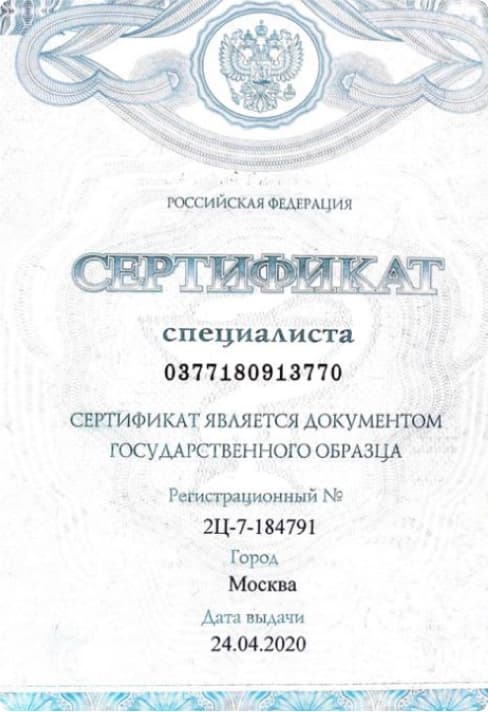 РОССИЙСКАЯ ФЕДЕРАЦИЯ
СЕРТИФИКАТ
специалиста
0377180913770
СЕРТИФИКАТ ЯВЛЯЕТСЯ ДОКУМЕНТОМ
ГОСУДАРСТВЕННОГО ОБРАЗЦА
Регистрационный №
2Ц-7-184791
Город
Москва
Дата выдачи
24.04.2020